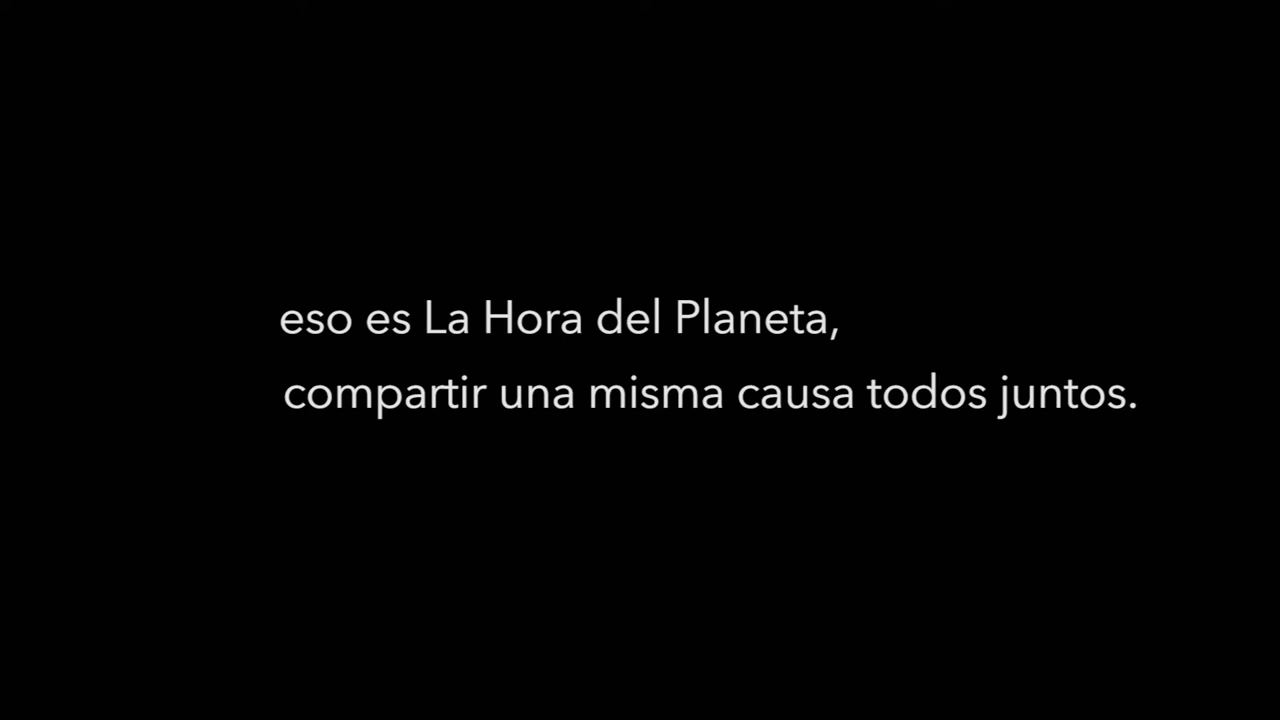 eso es La Hora del Planeta,
compartir una misma causa todos juntos.